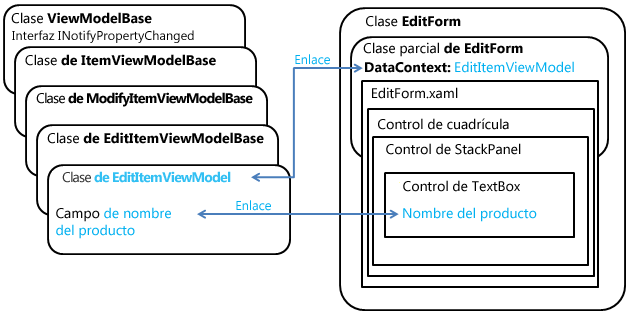 Clase ViewModelBase
Interfaz INotifyPropertyChanged
Clase de ItemViewModelBase
Clase de ModifyItemViewModelBase
Clase de EditItemViewModelBase
Clase de EditItemViewModel
Campo de nombre
del producto
Enlace
Enlace
Clase EditForm
Clase parcial de EditForm
DataContext: EditItemViewModel
EditForm.xaml
Control de cuadrícula
Control de StackPanel
Control de TextBox
Nombre del producto